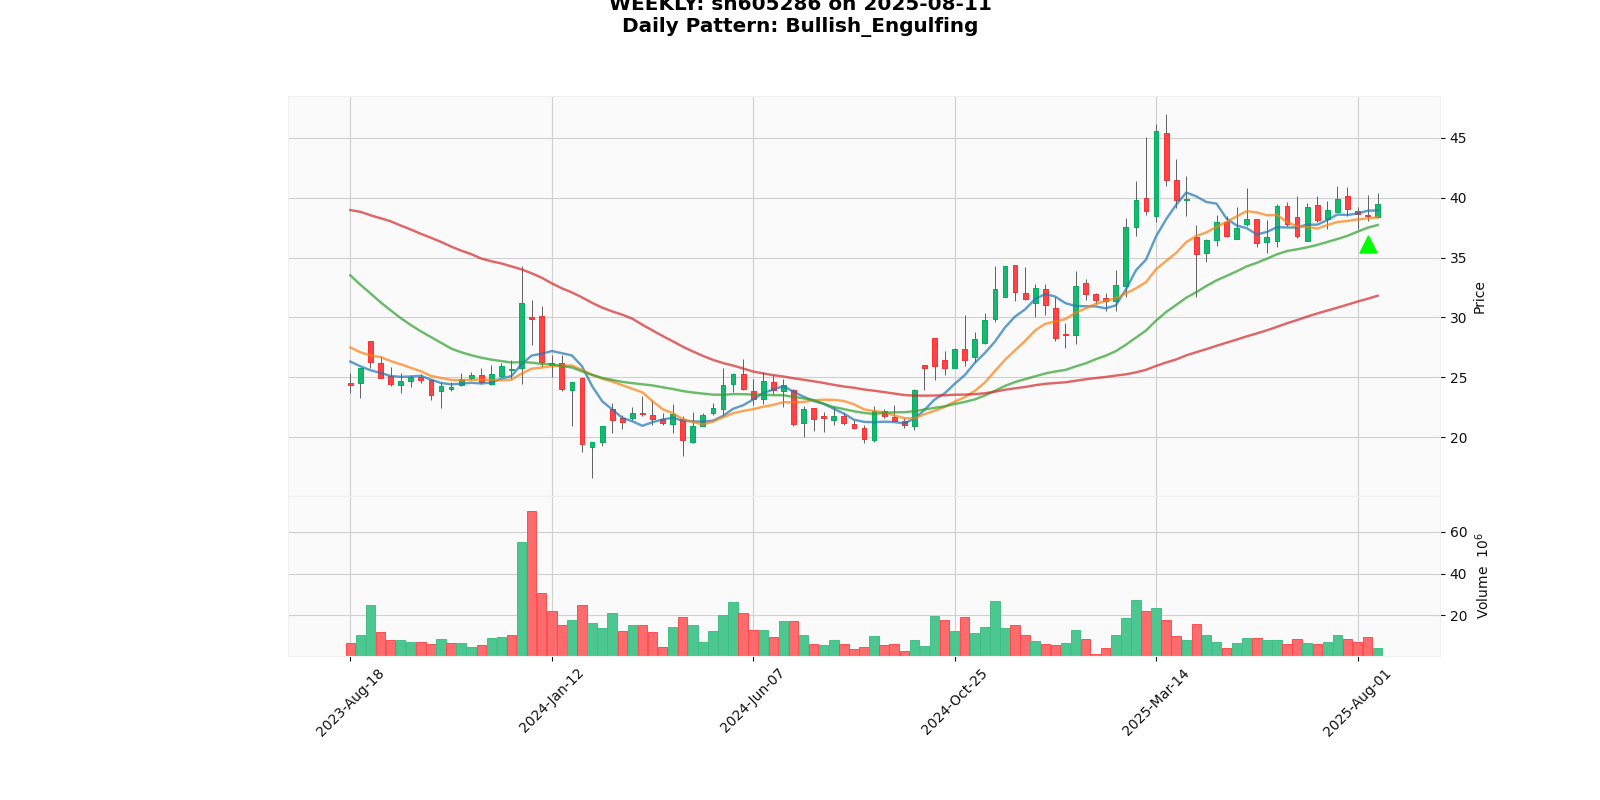 WEEKLY: sh605286 on 2025-08-11
Daily Pattern: Bullish_Engulfing
45
40
35
30
25
20
Price
60
40
20
Volume 10^6
2023-Aug-18
2024-Jan-12
2024-Jun-07
2024-Oct-25
2025-Mar-14
2025-Aug-01